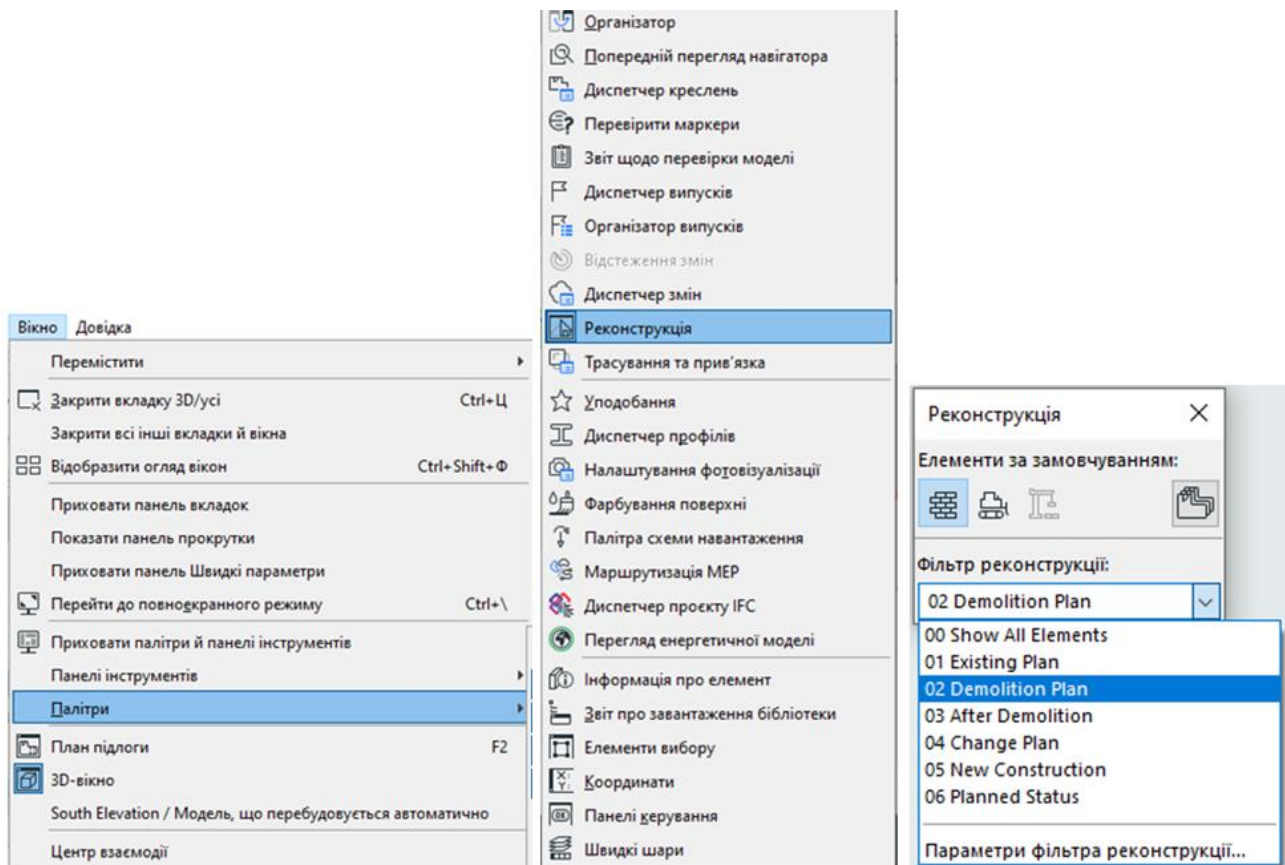 Вікно Довідка
Перемістити
Закрити вкладку 3D/усі Ctrl+Ц
Закрити всі інші вкладки й вікна
Відобразити огляд вікон Ctrl+Shift+Ф
Приховати панель вкладок
Показати панель прокрутки
Приховати панель Швидкі параметри
Перейти до повноекранного режиму Ctrl+\
Приховати палітри й панелі інструментів
Панелі інструментів
Палітри
План підлоги F2
3D-вікно
South Elevation / Модель, що перебудовується автоматично
Центр взаємодії
Організатор
Попередній перегляд навігатора
Диспетчер креслень
Перевірити маркери
Звіт щодо перевірки моделі
Диспетчер випусків
Організатор випусків
Відстеження змін
Диспетчер змін
Реконструкція
Трасування та прив'язка
Уподобання
Диспетчер профілів
Налаштування фотовізуалізації
Фарбування поверхні
Палітра схеми навантаження
Маршрутизація MEP
Диспетчер проєкту IFC
Перегляд енергетичної моделі
Інформація про елемент
Звіт про завантаження бібліотеки
Елементи вибору
Координати
Панелі керування
Швидкі шари
Реконструкція
Елементи за замовчуванням:
Фільтр реконструкції:
02 Demolition Plan
00 Show All Elements
01 Existing Plan
02 Demolition Plan
03 After Demolition
04 Change Plan
05 New Construction
06 Planned Status
Параметри фільтра реконструкції...